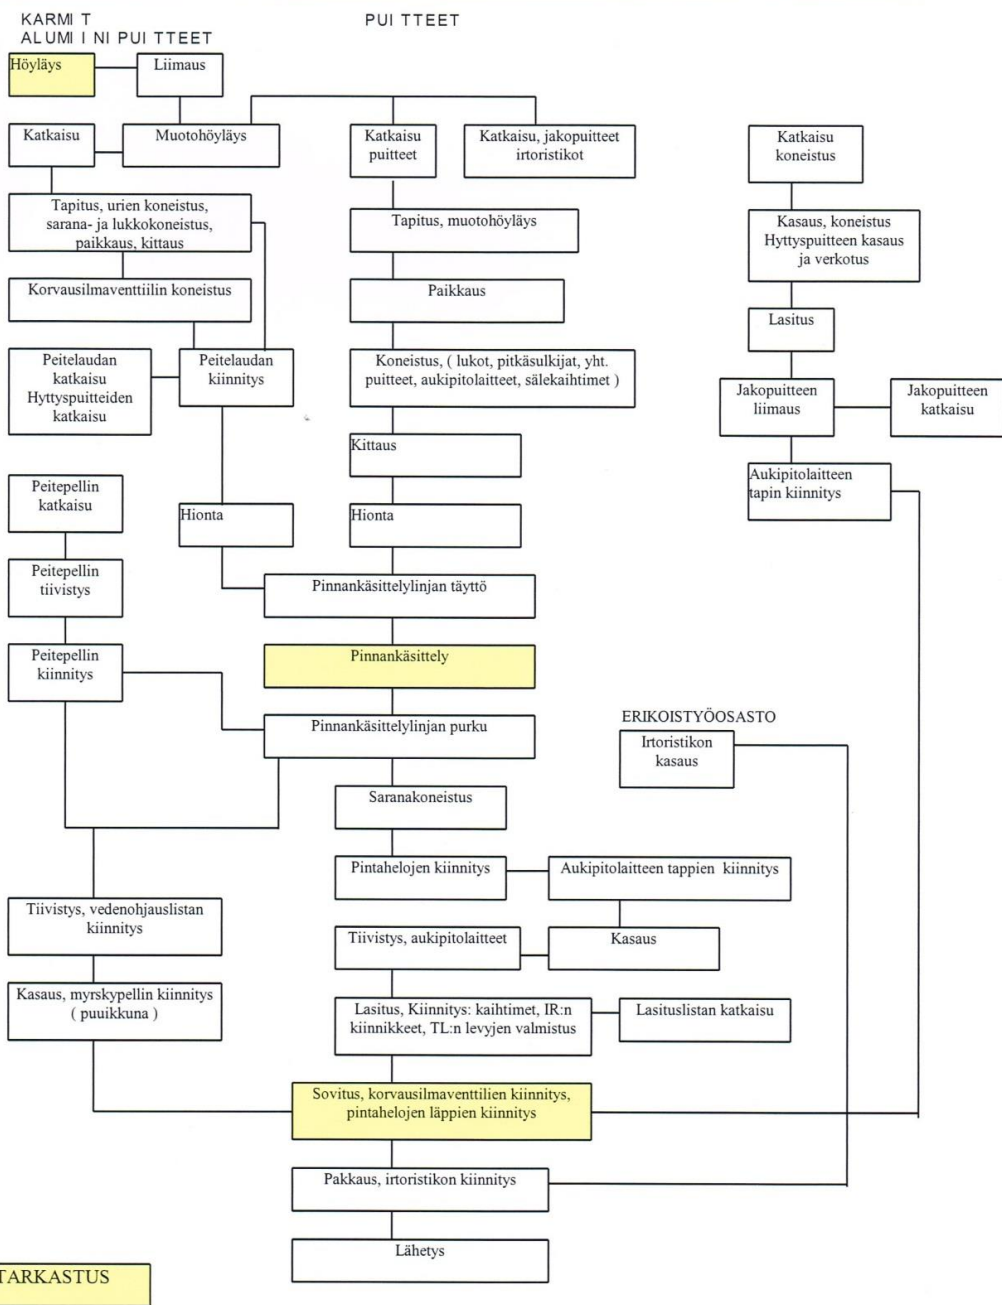 KARMI T
ALUMI I NI PUI TTEET
PUI TTEET
Höyläys
Liimaus
Katkaisu
Muotohöyläys
Katkaisu
puitteet
Katkaisu, jakopuitteet
irtoristikot
Katkaisu
koneistus
Tapitus, urien koneistus,
sarana- ja lukkokoneistus,
paikkaus, kittaus
Tapitus, muotohöyläys
Kasaus, koneistus
Hyttyspuitteen kasaus
ja verkotus
Korvausilmaventtiilin koneistus
Paikkaus
Lasitus
Peitelaudan
katkaisu
Hyttyspuitteiden
katkaisu
Peitelaudan
kiinnitys
Koneistus, ( lukot, pitkäsulkijat, yht.
puitteet, aukipitolaitteet, sälekaihtimet )
Jakopuitteen
liimaus
Jakopuitteen
katkaisu
Kittaus
Aukipitolaitteen
tapin kiinnitys
Peitepellin
katkaisu
Hionta
Hionta
Peitepellin
tiivistys
Pinnankäsittelylinjan täyttö
Peitepellin
kiinnitys
Pinnankäsittely
Pinnankäsittelylinjan purku
ERIKOISTYÖOSASTO
Irtoristikon
kasaus
Saranakoneistus
Pintahelojen kiinnitys
Aukipitolaitteen tappien kiinnitys
Tiivistys, vedenohjauslistan
kiinnitys
Tiivistys, aukipitolaitteet
Kasaus
Kasaus, myrskypellin kiinnitys
( puuikkuna )
Lasitus, Kiinnitys: kaihtimet, IR:n
kiinnikkeet, TL:n levyjen valmistus
Lasituslistan katkaisu
Sovitus, korvausilmaventtilien kiinnitys,
pintahelojen läppien kiinnitys
Pakkaus, irtoristikon kiinnitys
Lähetys
TARKASTUS